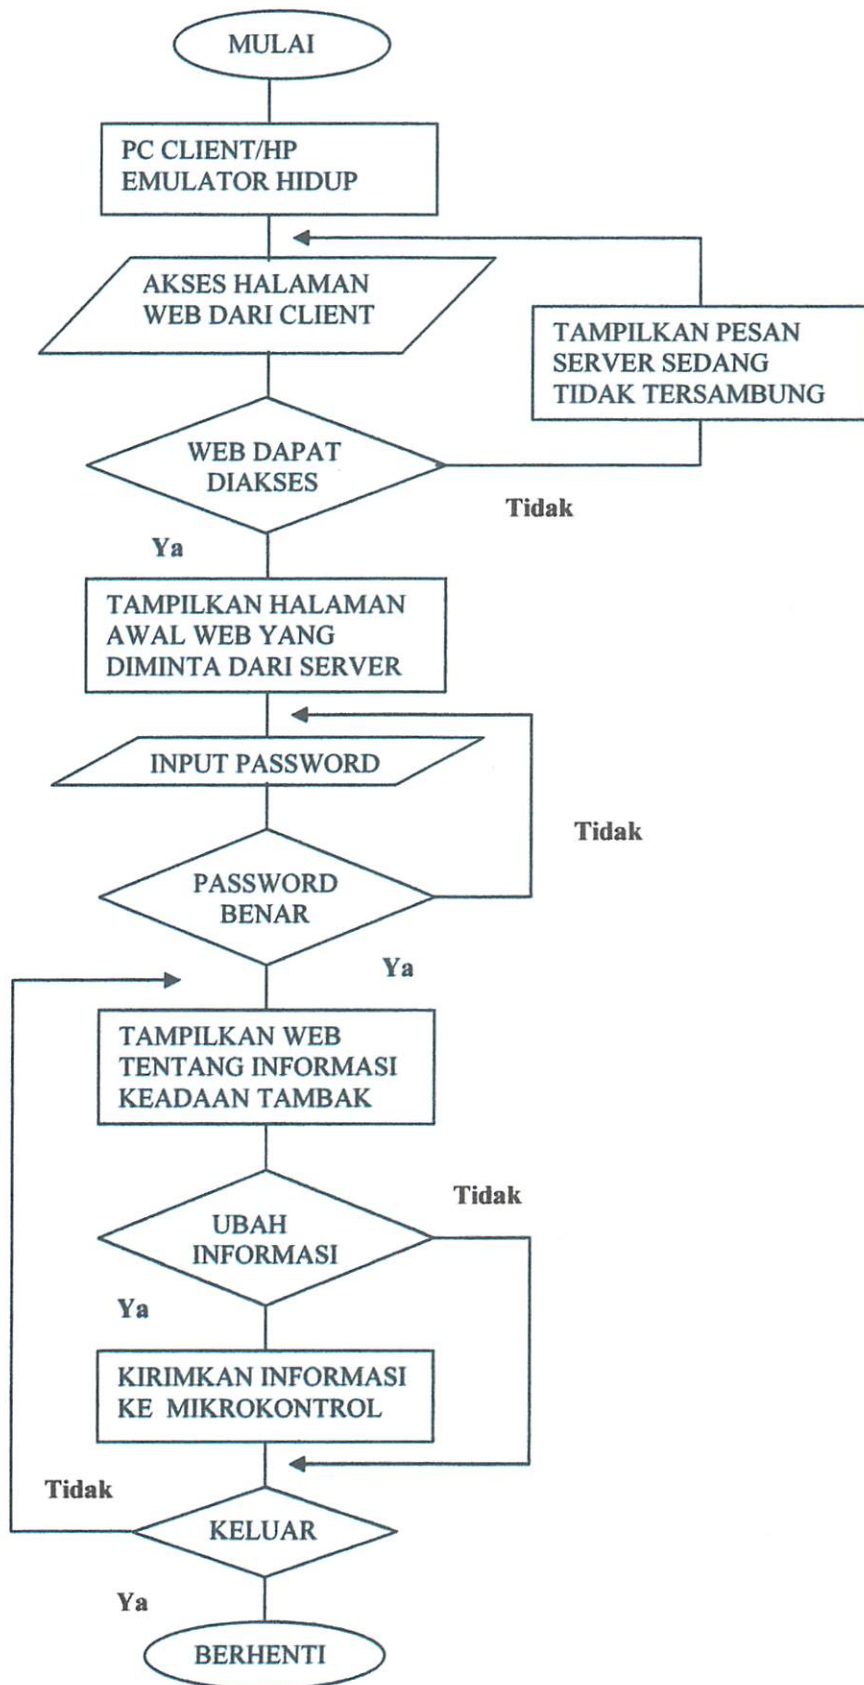 MULAI
PC CLIENT/HP
EMULATOR HIDUP
AKSES HALAMAN
WEB DARI CLIENT
TAMPILKAN PESAN
SERVER SEDANG
TIDAK TERSAMBUNG
WEB DAPAT
DIAKSES
Tidak
Ya
TAMPILKAN HALAMAN
AWAL WEB YANG
DIMINTA DARI SERVER
INPUT PASSWORD
Tidak
PASSWORD
BENAR
Ya
TAMPILKAN WEB
TENTANG INFORMASI
KEADAAN TAMBAK
Tidak
UBAH
INFORMASI
Ya
KIRIMKAN INFORMASI
KE MIKROKONTROL
Tidak
KELUAR
Ya
BERHENTI